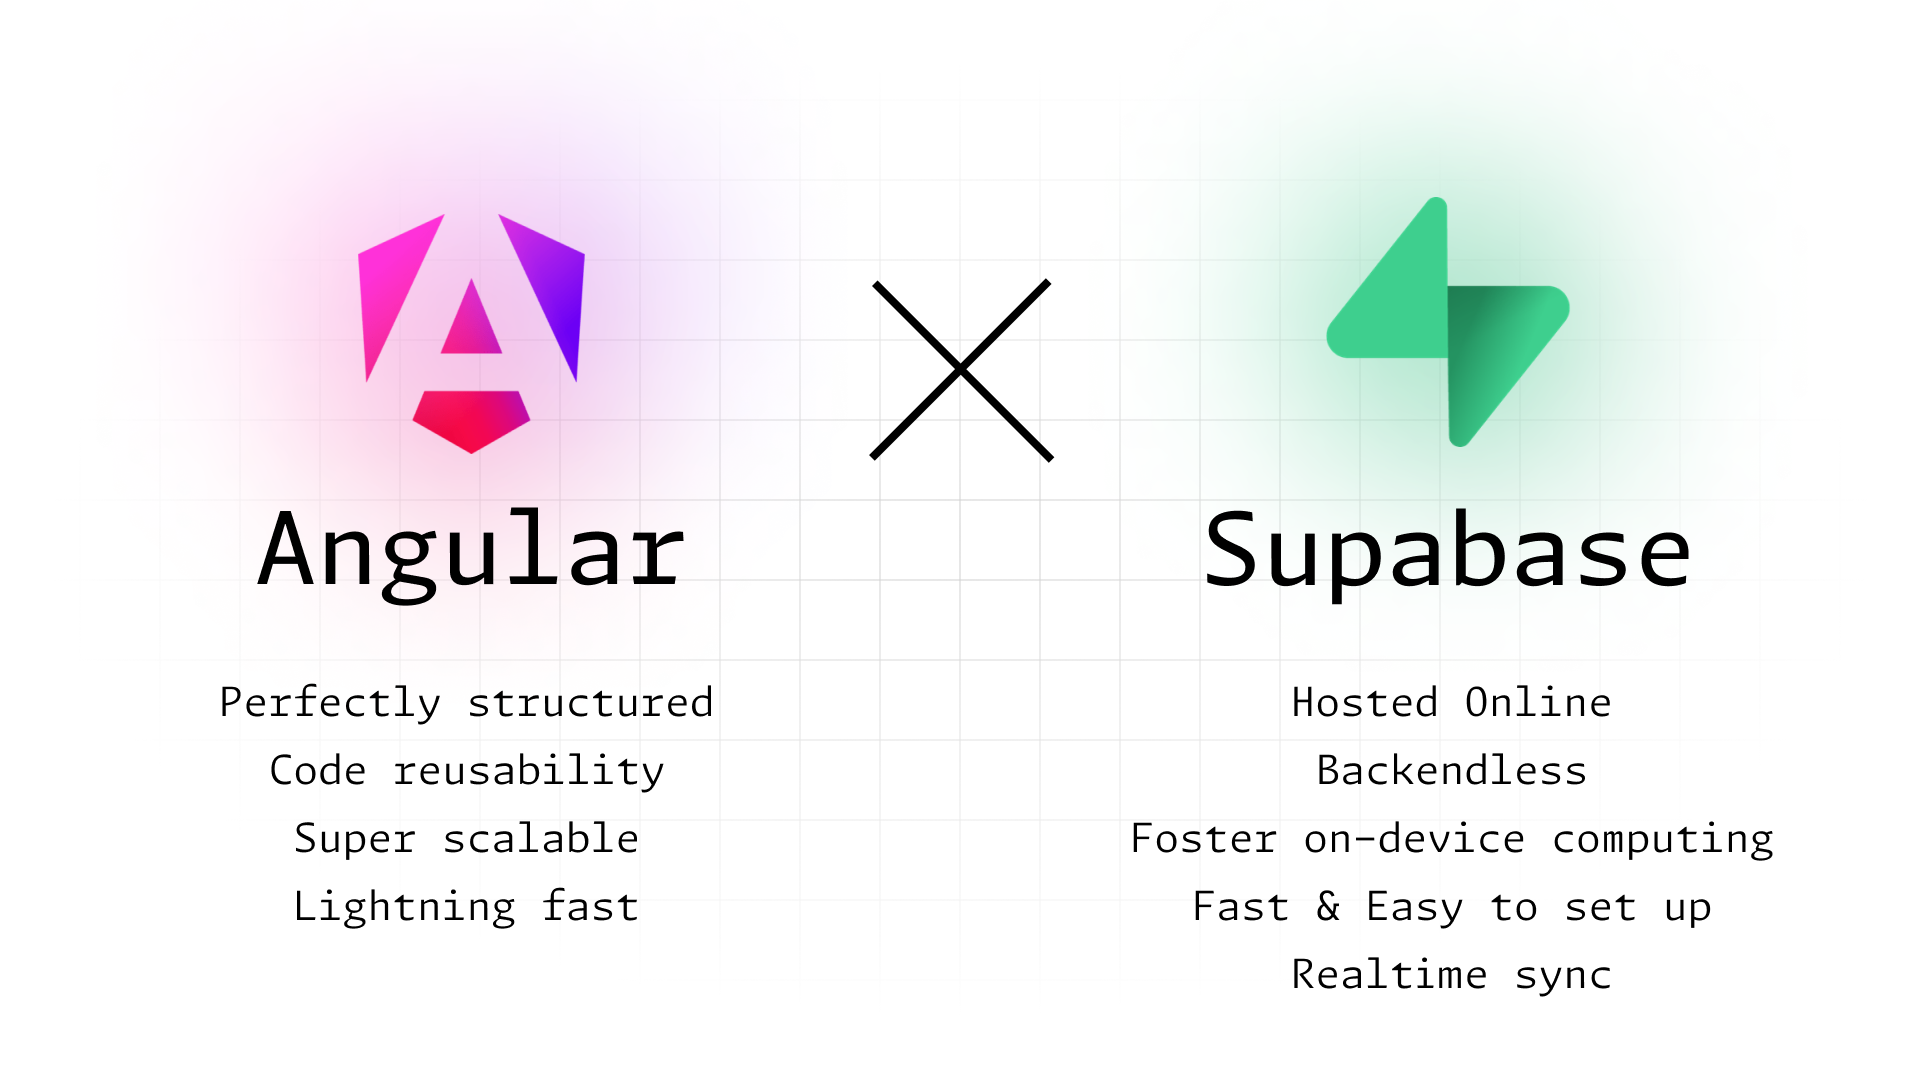 Angular
Perfectly structured
Code reusability
Super scalable
Lightning fast
Supabase
Hosted Online
Backendless
Foster on-device computing
Fast & Easy to set up
Realtime sync